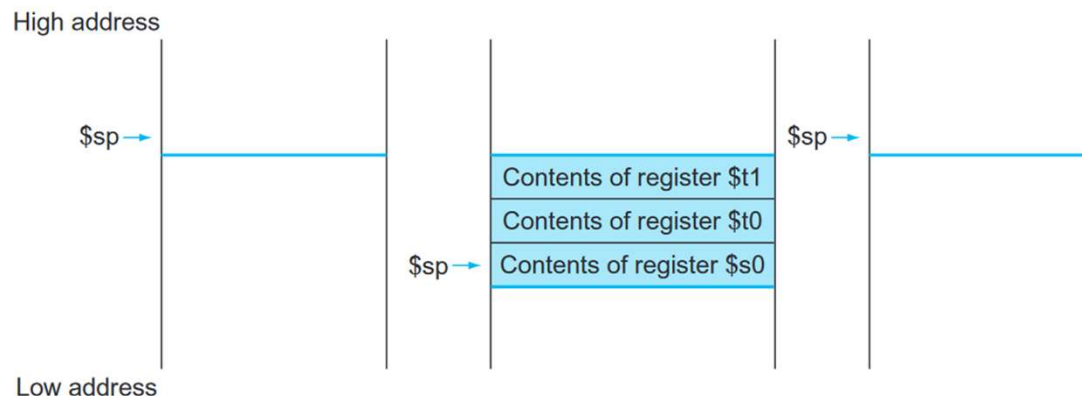 High address
$sp
$sp
Contents of register $t1
Contents of register $t0
$sp
Contents of register $s0
Low address